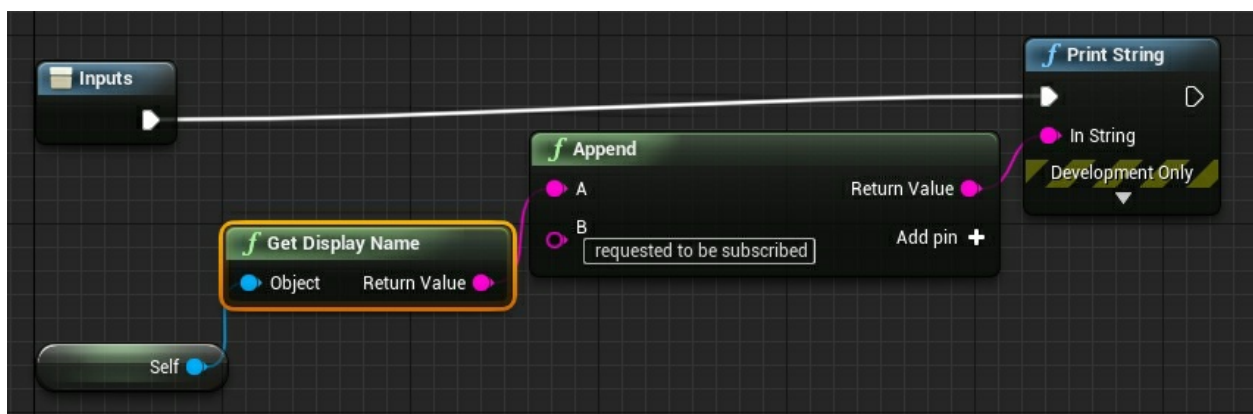 Inputs
Get Display Name
Object Return Value
Self
Append
A Return Value
B
requested to be subscribed Add pin
Print String
In String
Development Only